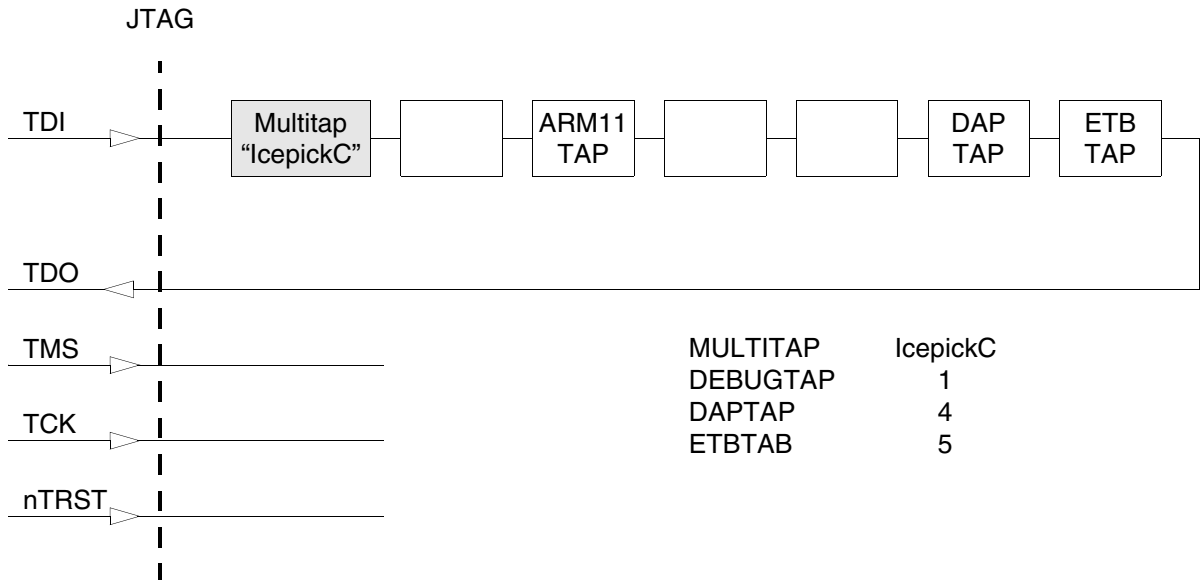 JTAG
TDI
Multitap
“IcepickC”
ARM11
TAP
DAP
TAP
ETB
TAP
TDO
TMS
TCK
nTRST
MULTITAP IcepickC
DEBUGTAP 1
DAPTAP 4
ETBTAB 5